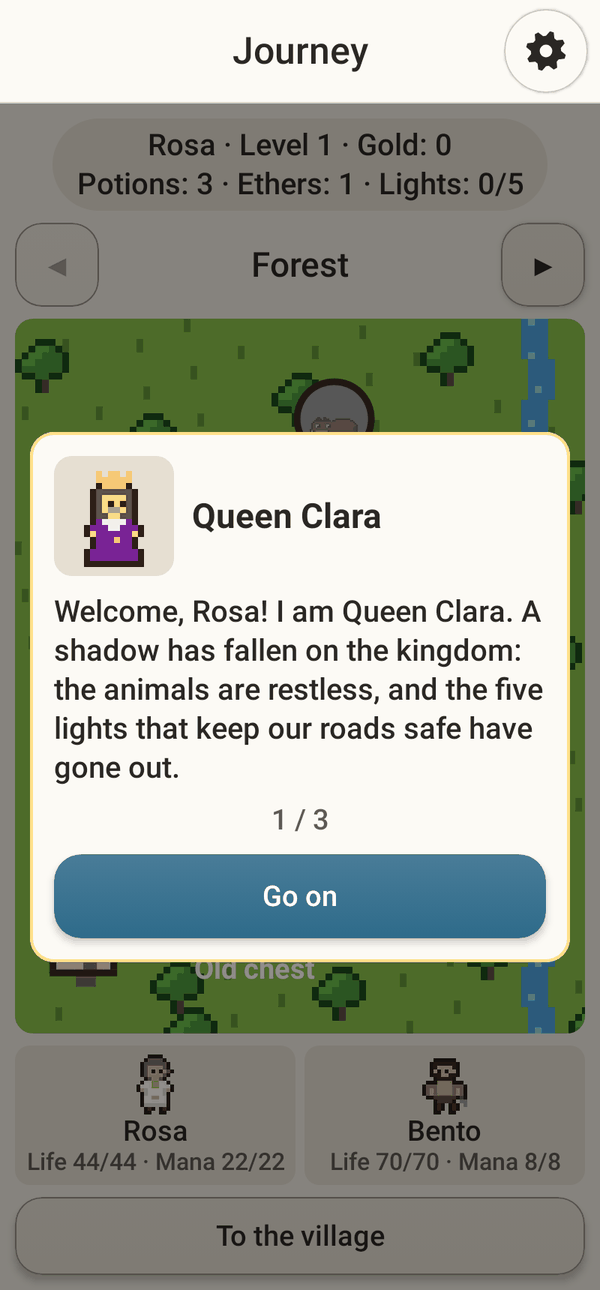 Journey
Rosa · Level 1 · Gold: 0
Potions: 3 · Ethers: 1 · Lights: 0/5
Forest
Queen Clara
Welcome, Rosa! I am Queen Clara. A
shadow has fallen on the kingdom:
the animals are restless, and the five
lights that keep our roads safe have
gone out.
1 / 3
Go on
Old chest
Rosa
Life 44/44 · Mana 22/22
Bento
Life 70/70 · Mana 8/8
To the village